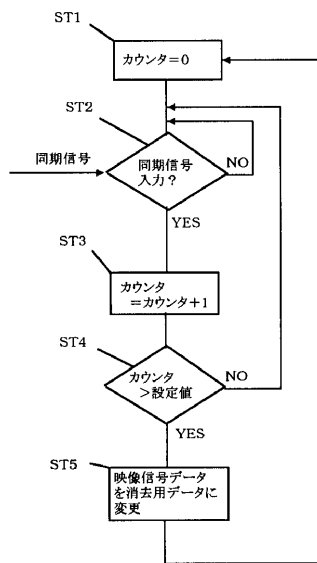 ST1
カウンタ=0
ST2
同期信号
同期信号
入力?
NO
YES
ST3
カウンタ
=カウンタ+1
ST4
カウンタ
>設定値
NO
YES
ST5
映像信号データ
を消去用データに
変更